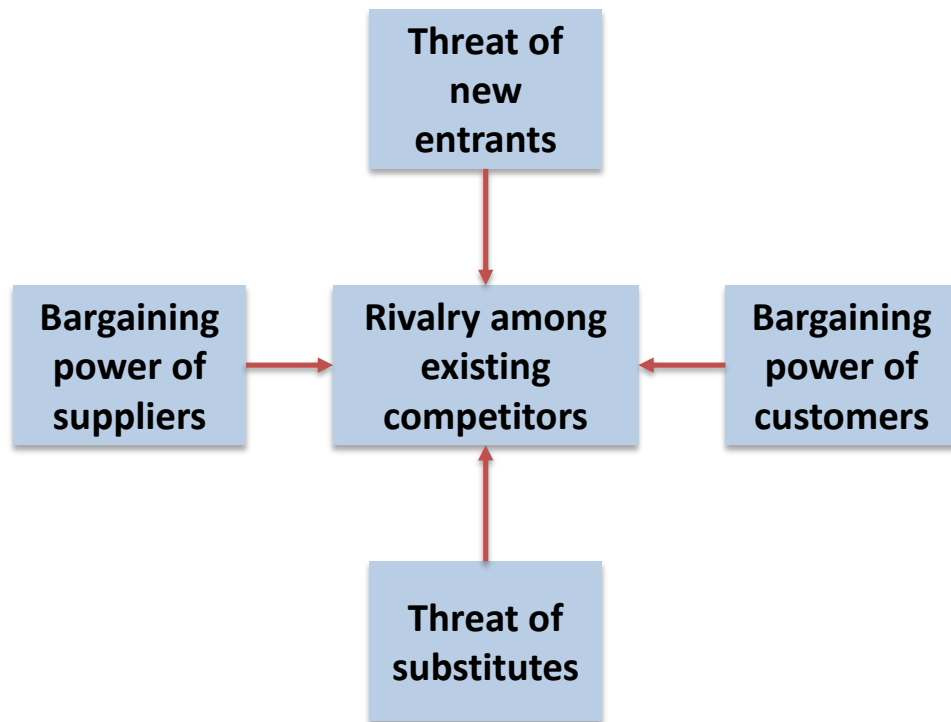 Threat of
new
entrants
Bargaining
power of
suppliers
Rivalry among
existing
competitors
Bargaining
power of
customers
Threat of
substitutes